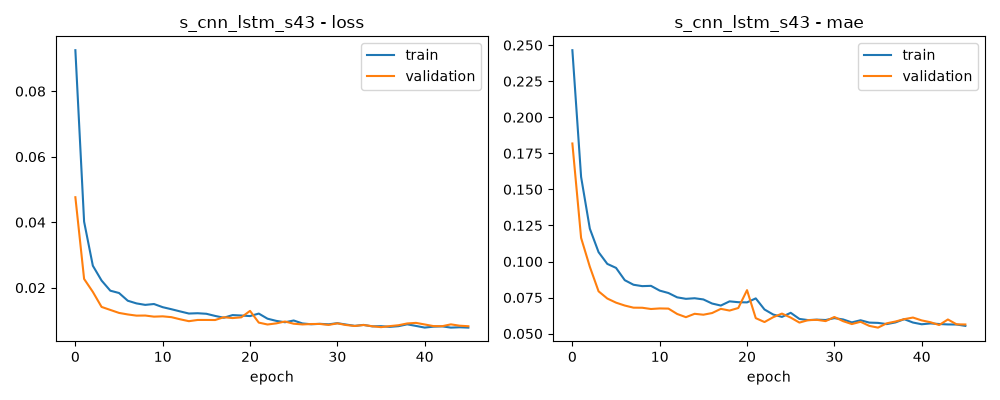 s_cnn_lstm_s43 - loss
train
validation
0.08
0.06
0.04
0.02
0
10
20
30
40
epoch
s_cnn_lstm_s43 - mae
train
validation
0.250
0.225
0.200
0.175
0.150
0.125
0.100
0.075
0.050
0
10
20
30
40
epoch